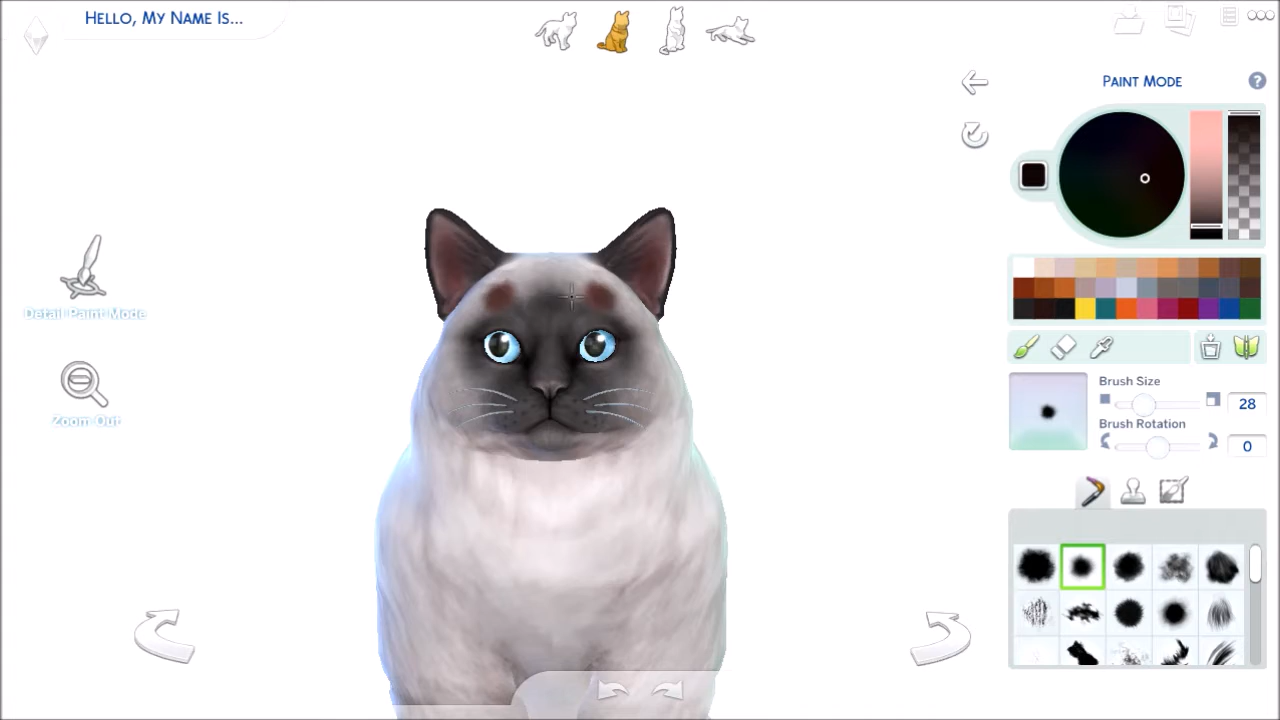 Hello, My Name Is...
Paint Mode
?
Detail Paint Mode
Zoom Out
Brush Size
28
Brush Rotation
0